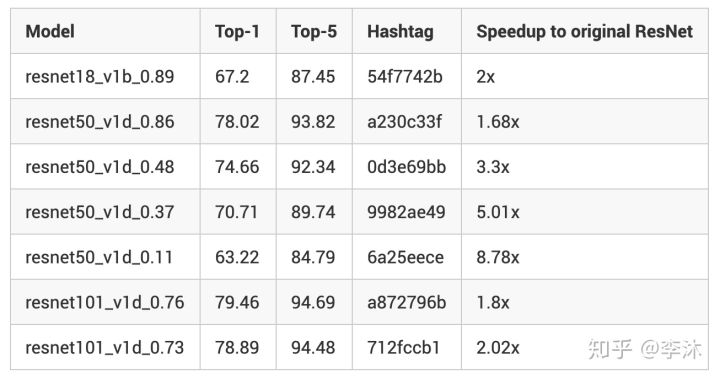 Model Top-1 Top-5 Hashtag Speedup to original ResNet
resnet18_v1b_0.89 67.2 87.45 54f7742b 2x
resnet50_v1d_0.86 78.02 93.82 a230c33f 1.68x
resnet50_v1d_0.48 74.66 92.34 0d3e69bb 3.3x
resnet50_v1d_0.37 70.71 89.74 9982ae49 5.01x
resnet50_v1d_0.11 63.22 84.79 6a25eece 8.78x
resnet101_v1d_0.76 79.46 94.69 a872796b 1.8x
resnet101_v1d_0.73 78.89 94.48 712fccb1 2.02x
知乎 @李沐